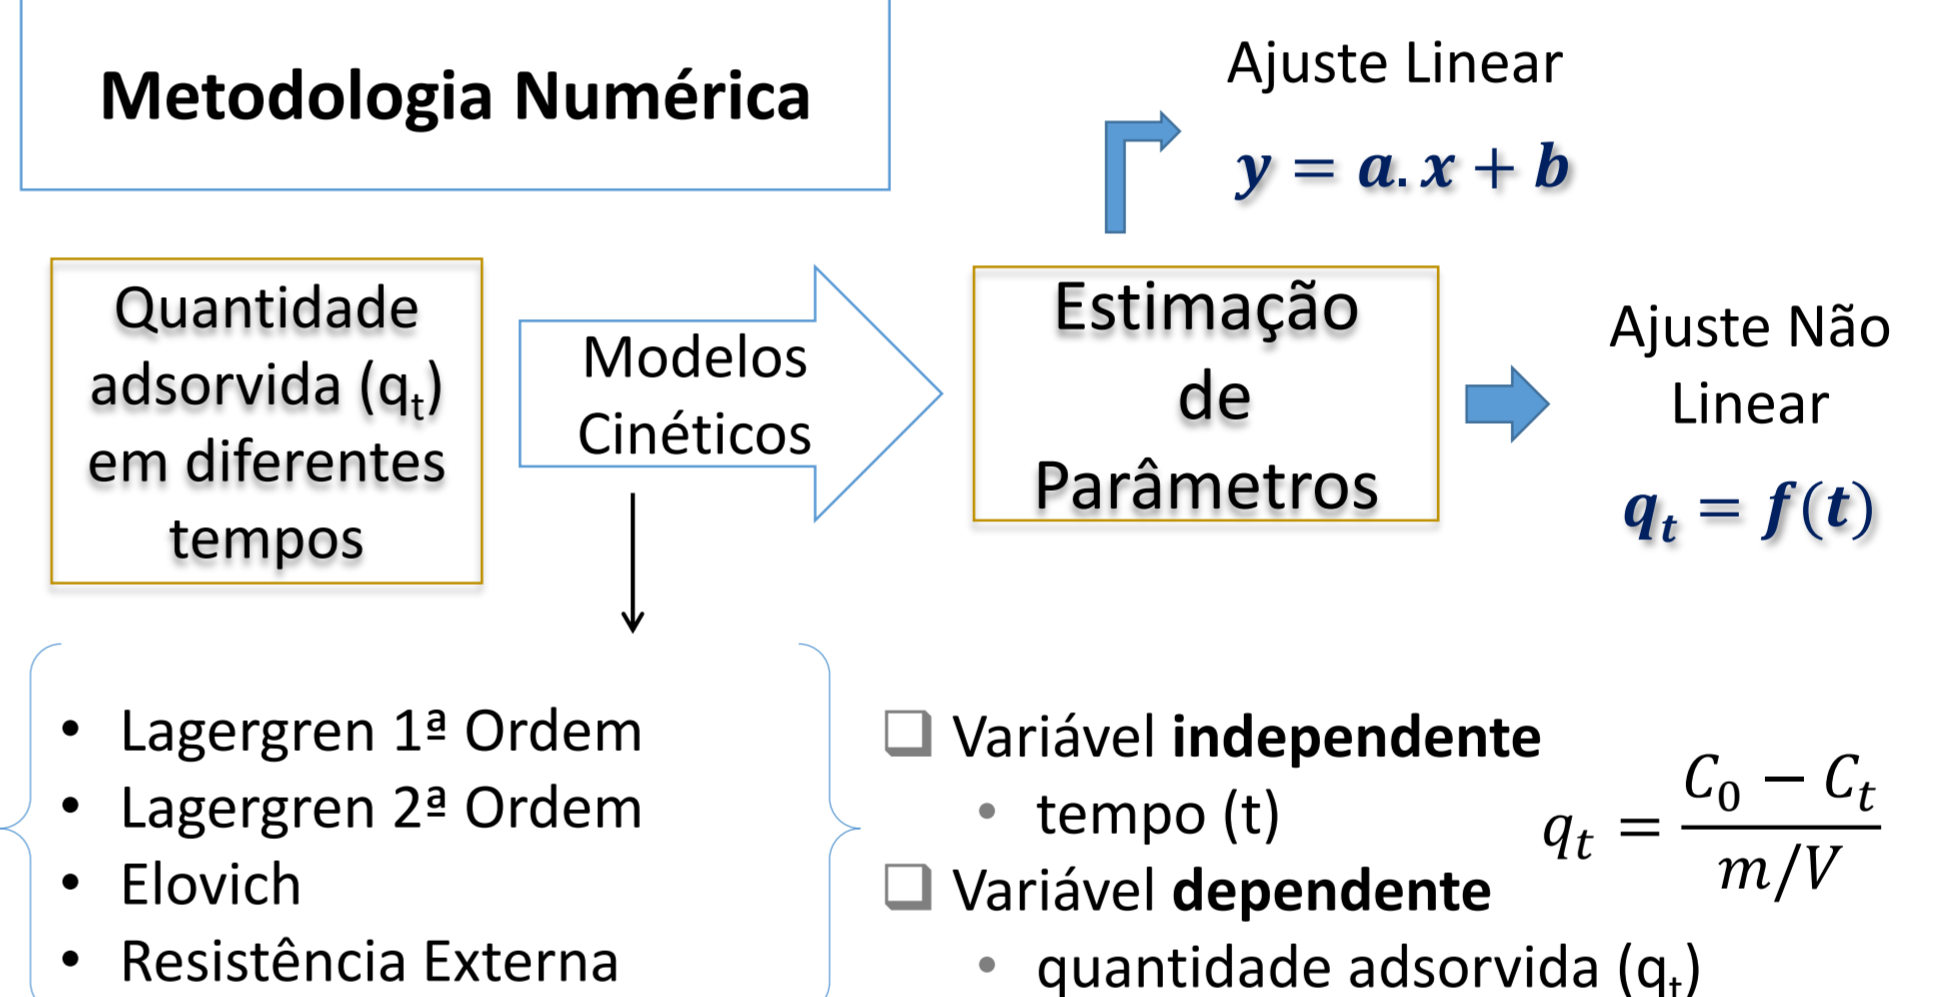 Metodologia Numérica
Ajuste Linear
y = a.x + b
Quantidade
adsorvida (qₜ)
em diferentes
tempos
Modelos
Cinéticos
Estimação
de
Parâmetros
Ajuste Não
Linear
qₜ = f(t)
• Lagergren 1ª Ordem
• Lagergren 2ª Ordem
• Elovich
• Resistência Externa
❑ Variável independente
• tempo (t)
❑ Variável dependente
• quantidade adsorvida (qₜ)
qₜ = (C₀ − Cₜ) / (m/V)